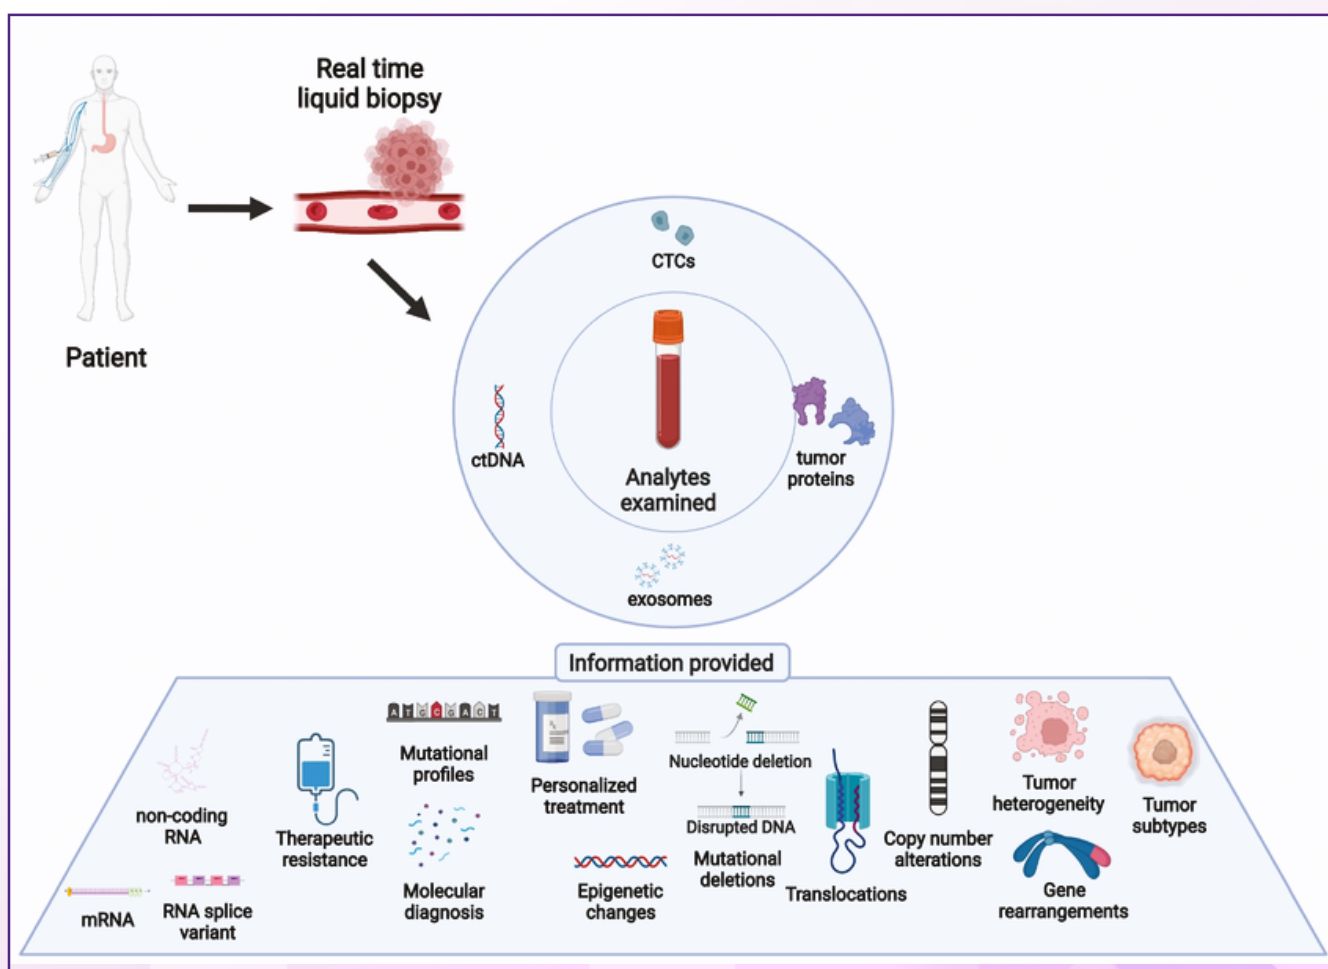 Real time
liquid biopsy
Patient
CTCs
ctDNA
tumor
proteins
Analytes
examined
exosomes
Information provided
non-coding
RNA
mRNA
RNA splice
variant
Therapeutic
resistance
A T G C G A C T
Mutational
profiles
Molecular
diagnosis
Personalized
treatment
Epigenetic
changes
Nucleotide deletion
Disrupted DNA
Mutational
deletions
Translocations
Copy number
alterations
Tumor
heterogeneity
Gene
rearrangements
Tumor
subtypes